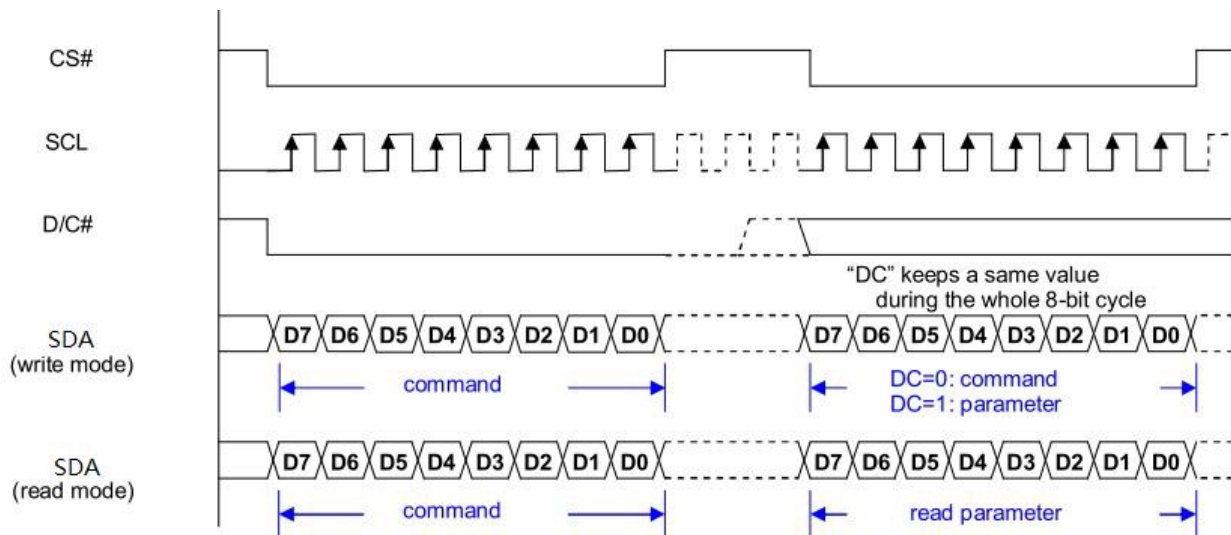 CS#
SCL
D/C#
“DC” keeps a same value
during the whole 8-bit cycle
SDA
(write mode)
D7 D6 D5 D4 D3 D2 D1 D0 D7 D6 D5 D4 D3 D2 D1 D0
command
DC=0: command
DC=1: parameter
SDA
(read mode)
D7 D6 D5 D4 D3 D2 D1 D0 D7 D6 D5 D4 D3 D2 D1 D0
command read parameter